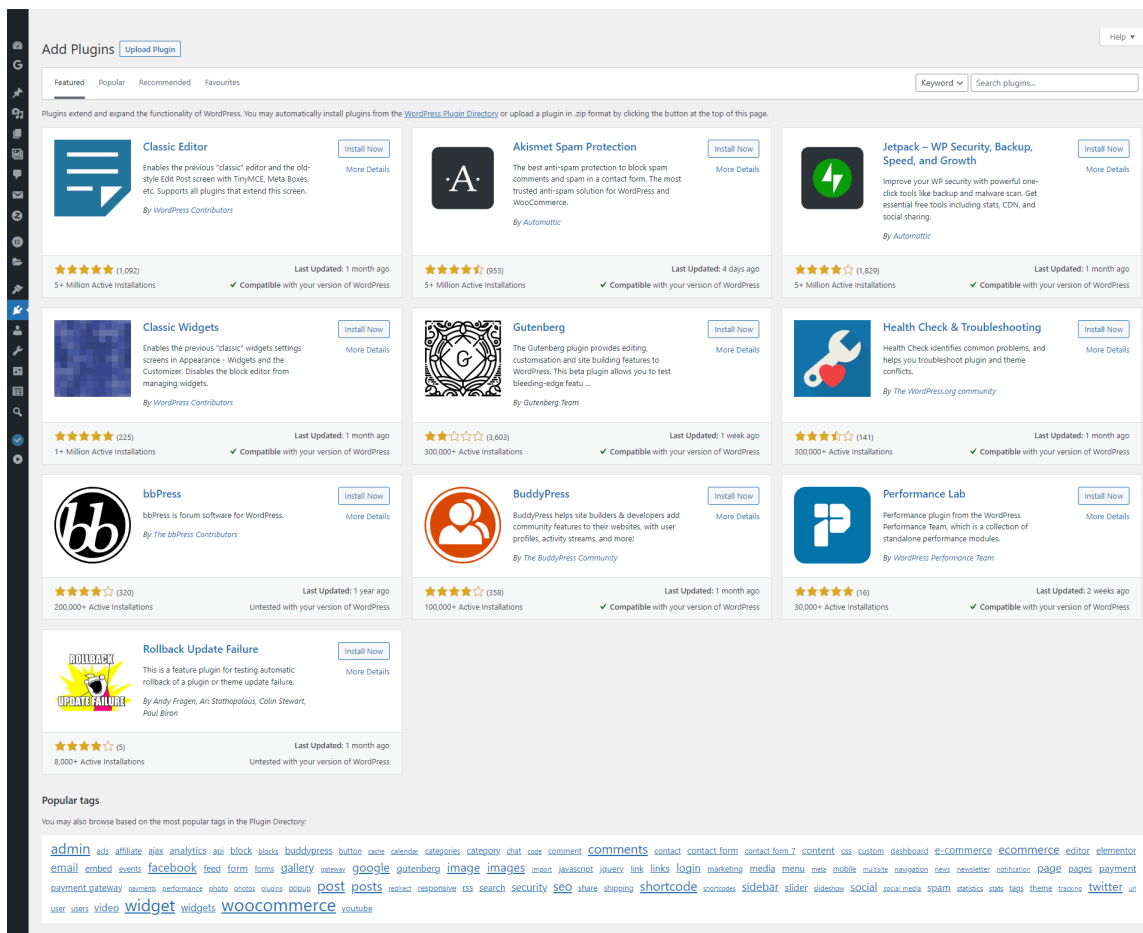 Help ▼
Add Plugins Upload Plugin
Featured Popular Recommended Favourites Keyword Search plugins...
Plugins extend and expand the functionality of WordPress. You may automatically install plugins from the WordPress Plugin Directory or upload a plugin in .zip format by clicking the button at the top of this page.
Classic Editor
Install Now
More Details
Enables the previous "classic" editor and the old-
style Edit Post screen with TinyMCE, Meta Boxes,
etc. Supports all plugins that extend this screen.
By WordPress Contributors
(1,092)
Last Updated: 1 month ago
5+ Million Active Installations
✓ Compatible with your version of WordPress
·A·
Akismet Spam Protection
Install Now
More Details
The best anti-spam protection to block spam
comments and spam in a contact form. The most
trusted anti-spam solution for WordPress and
WooCommerce.
By Automattic
(953)
Last Updated: 4 days ago
5+ Million Active Installations
✓ Compatible with your version of WordPress
Jetpack – WP Security, Backup,
Speed, and Growth
Install Now
More Details
Improve your WP security with powerful one-
click tools like backup and malware scan. Get
essential free tools including stats, CDN, and
social sharing.
By Automattic
(1,829)
Last Updated: 1 month ago
5+ Million Active Installations
✓ Compatible with your version of WordPress
Classic Widgets
Install Now
More Details
Enables the previous "classic" widgets settings
screens in Appearance - Widgets and the
Customizer. Disables the block editor from
managing widgets.
By WordPress Contributors
(225)
Last Updated: 1 month ago
1+ Million Active Installations
✓ Compatible with your version of WordPress
G
Gutenberg
Install Now
More Details
The Gutenberg plugin provides editing,
customisation and site building features to
WordPress. This beta plugin allows you to test
bleeding-edge featu ...
By Gutenberg Team
(3,603)
Last Updated: 1 week ago
300,000+ Active Installations
✓ Compatible with your version of WordPress
Health Check & Troubleshooting
Install Now
More Details
Health Check identifies common problems, and
helps you troubleshoot plugin and theme
conflicts.
By The WordPress.org community
(141)
Last Updated: 1 month ago
300,000+ Active Installations
✓ Compatible with your version of WordPress
bb
bbPress
Install Now
More Details
bbPress is forum software for WordPress.
By The bbPress Contributors
(320)
Last Updated: 1 year ago
200,000+ Active Installations
Untested with your version of WordPress
BuddyPress
Install Now
More Details
BuddyPress helps site builders & developers add
community features to their websites, with user
profiles, activity streams, and more!
By The BuddyPress Community
(358)
Last Updated: 1 month ago
100,000+ Active Installations
✓ Compatible with your version of WordPress
Performance Lab
Install Now
More Details
Performance plugin from the WordPress
Performance Team, which is a collection of
standalone performance modules.
By WordPress Performance Team
(16)
Last Updated: 2 weeks ago
30,000+ Active Installations
✓ Compatible with your version of WordPress
ROLLBACK
UPDATE FAILURE
Rollback Update Failure
Install Now
More Details
This is a feature plugin for testing automatic
rollback of a plugin or theme update failure.
By Andy Fragen, Ari Stathopolous, Colin Stewart,
Paul Biron
(5)
Last Updated: 1 month ago
8,000+ Active Installations
Untested with your version of WordPress
Popular tags
You may also browse based on the most popular tags in the Plugin Directory:
admin ads affiliate ajax analytics api block blocks buddypress button cache calendar categories category chat code comment comments contact contact form contact form 7 content css custom dashboard e-commerce ecommerce editor elementor
email embed events facebook feed form forms gallery gateway google gutenberg image images import javascript jquery link links login marketing media menu meta mobile multisite navigation news newsletter notification page pages payment
payment gateway payments performance photo photos plugins popup post posts redirect responsive rss search security seo share shipping shortcode shortcodes sidebar slider slideshow social social media spam statistics stats tags theme tracking twitter url
user users video widget widgets woocommerce youtube